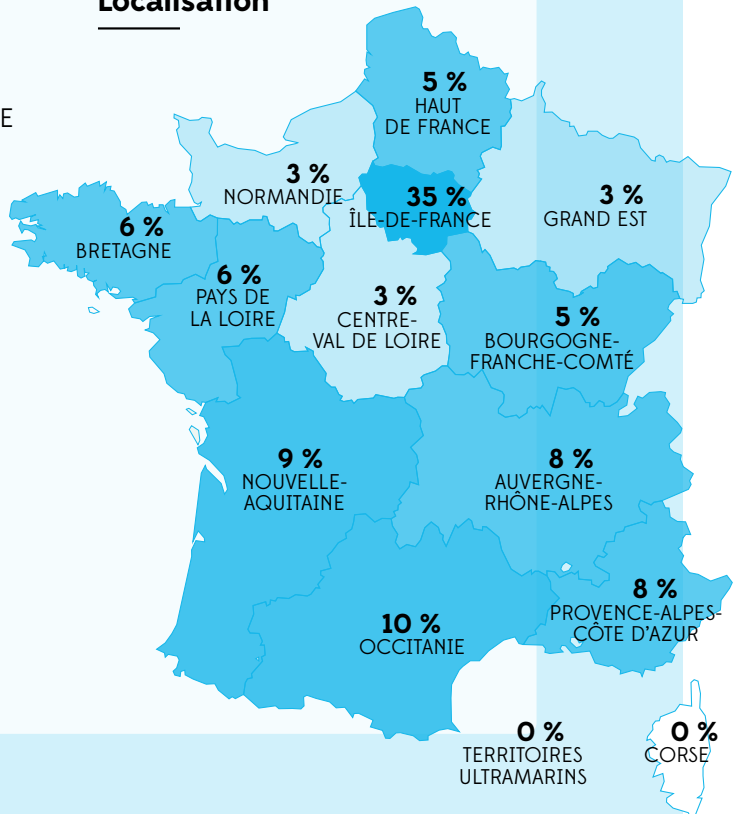 Localisation
E
5 %
HAUT
DE FRANCE
3 %
NORMANDIE
35 %
ÎLE-DE-FRANCE
3 %
GRAND EST
6 %
BRETAGNE
6 %
PAYS DE
LA LOIRE
3 %
CENTRE-
VAL DE LOIRE
5 %
BOURGOGNE-
FRANCHE-COMTÉ
9 %
NOUVELLE-
AQUITAINE
8 %
AUVERGNE-
RHÔNE-ALPES
8 %
PROVENCE-ALPES-
CÔTE D’AZUR
10 %
OCCITANIE
0 %
TERRITOIRES
ULTRAMARINS
0 %
CORSE